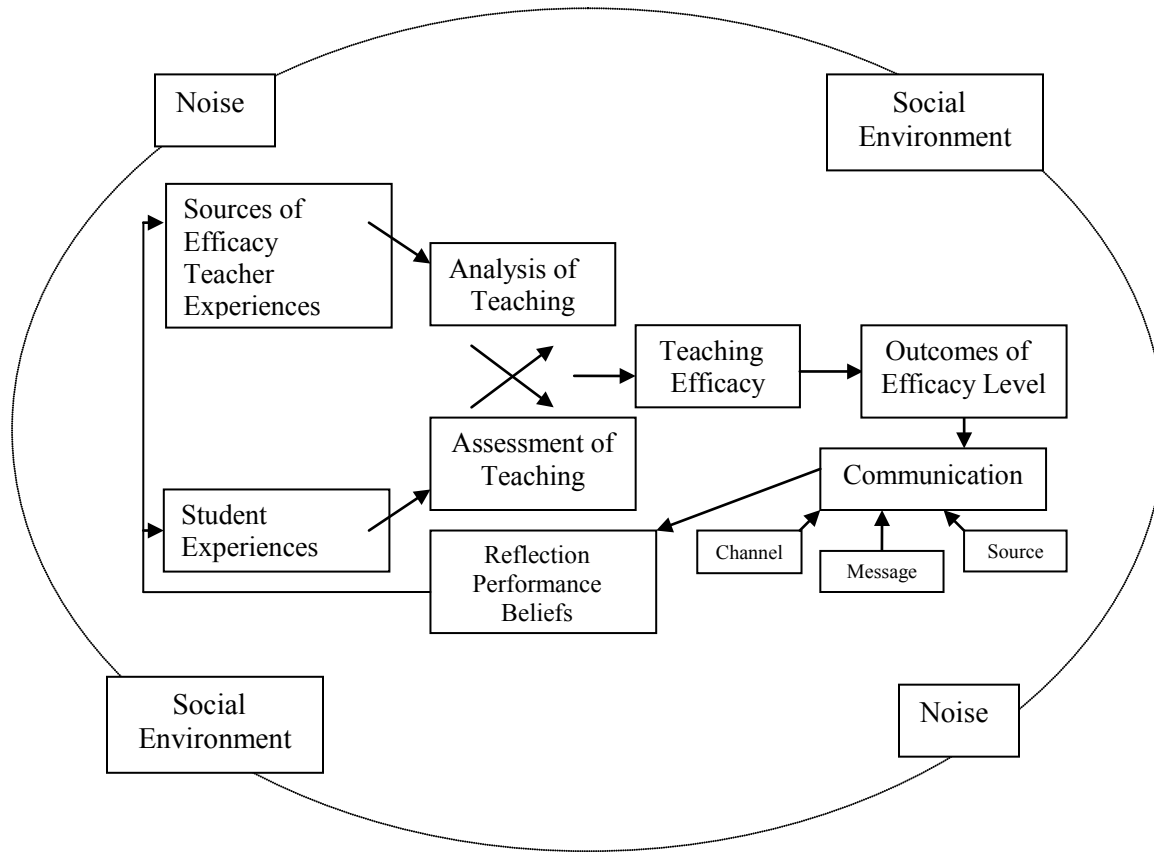 Noise
Social
Environment
Sources of
Efficacy
Teacher
Experiences
Analysis of
Teaching
Teaching
Efficacy
Outcomes of
Efficacy Level
Assessment of
Teaching
Communication
Student
Experiences
Channel
Message
Source
Reflection
Performance
Beliefs
Social
Environment
Noise